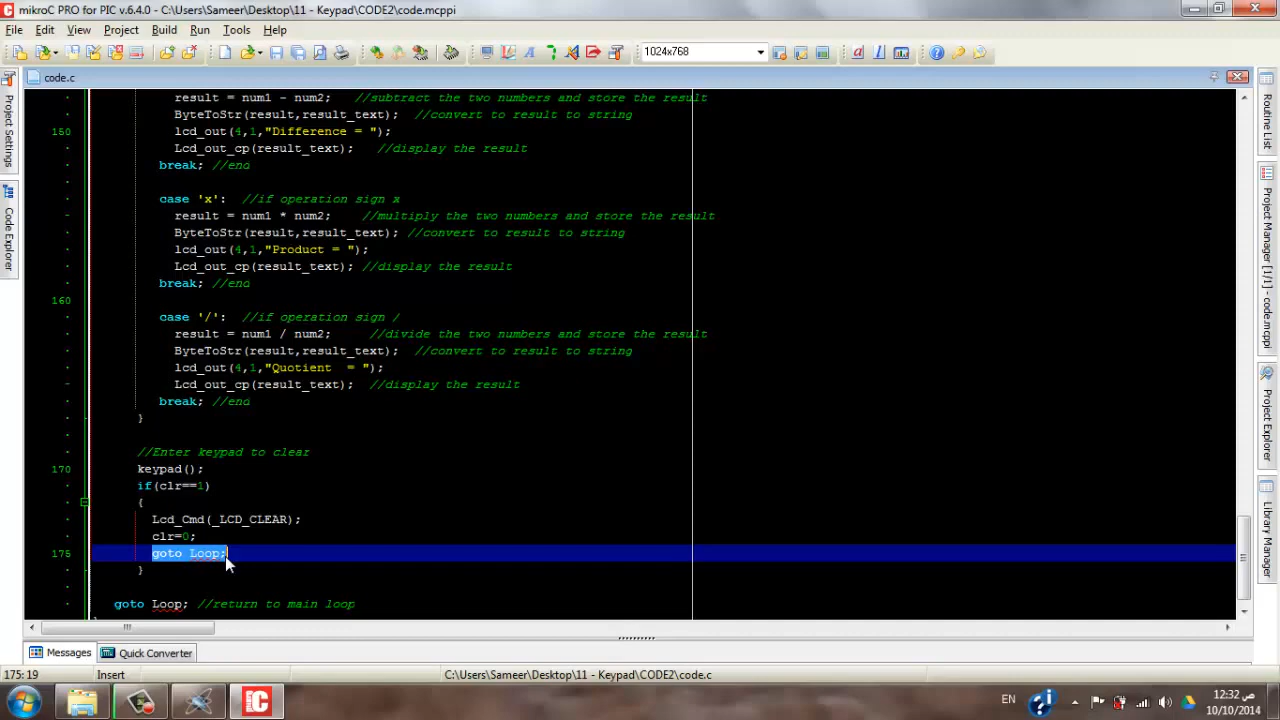 mikroC PRO for PIC v.6.4.0 - C:\Users\Sameer\Desktop\11 - Keypad\CODE2\code.mcppi
File Edit View Project Build Run Tools Help
1024x768
code.c
result = num1 - num2; //subtract the two numbers and store the result
ByteToStr(result,result_text); //convert to result to string
150 lcd_out(4,1,"Difference = ");
Lcd_out_cp(result_text); //display the result
break; //end
case 'x': //if operation sign x
result = num1 * num2; //multiply the two numbers and store the result
ByteToStr(result,result_text); //convert to result to string
lcd_out(4,1,"Product = ");
Lcd_out_cp(result_text); //display the result
break; //end
160
case '/': //if operation sign /
result = num1 / num2; //divide the two numbers and store the result
ByteToStr(result,result_text); //convert to result to string
lcd_out(4,1,"Quotient  = ");
Lcd_out_cp(result_text); //display the result
break; //end
}
//Enter keypad to clear
170 keypad();
if(clr==1)
{
Lcd_Cmd(_LCD_CLEAR);
clr=0;
175 goto Loop;
}
goto Loop; //return to main loop
Project Settings
Code Explorer
Routine List
Project Manager [1/1] - code.mcppi
Project Explorer
Library Manager
Messages Quick Converter
175:19 Insert C:\Users\Sameer\Desktop\11 - Keypad\CODE2\code.c
EN
12:32 ص
10/10/2014